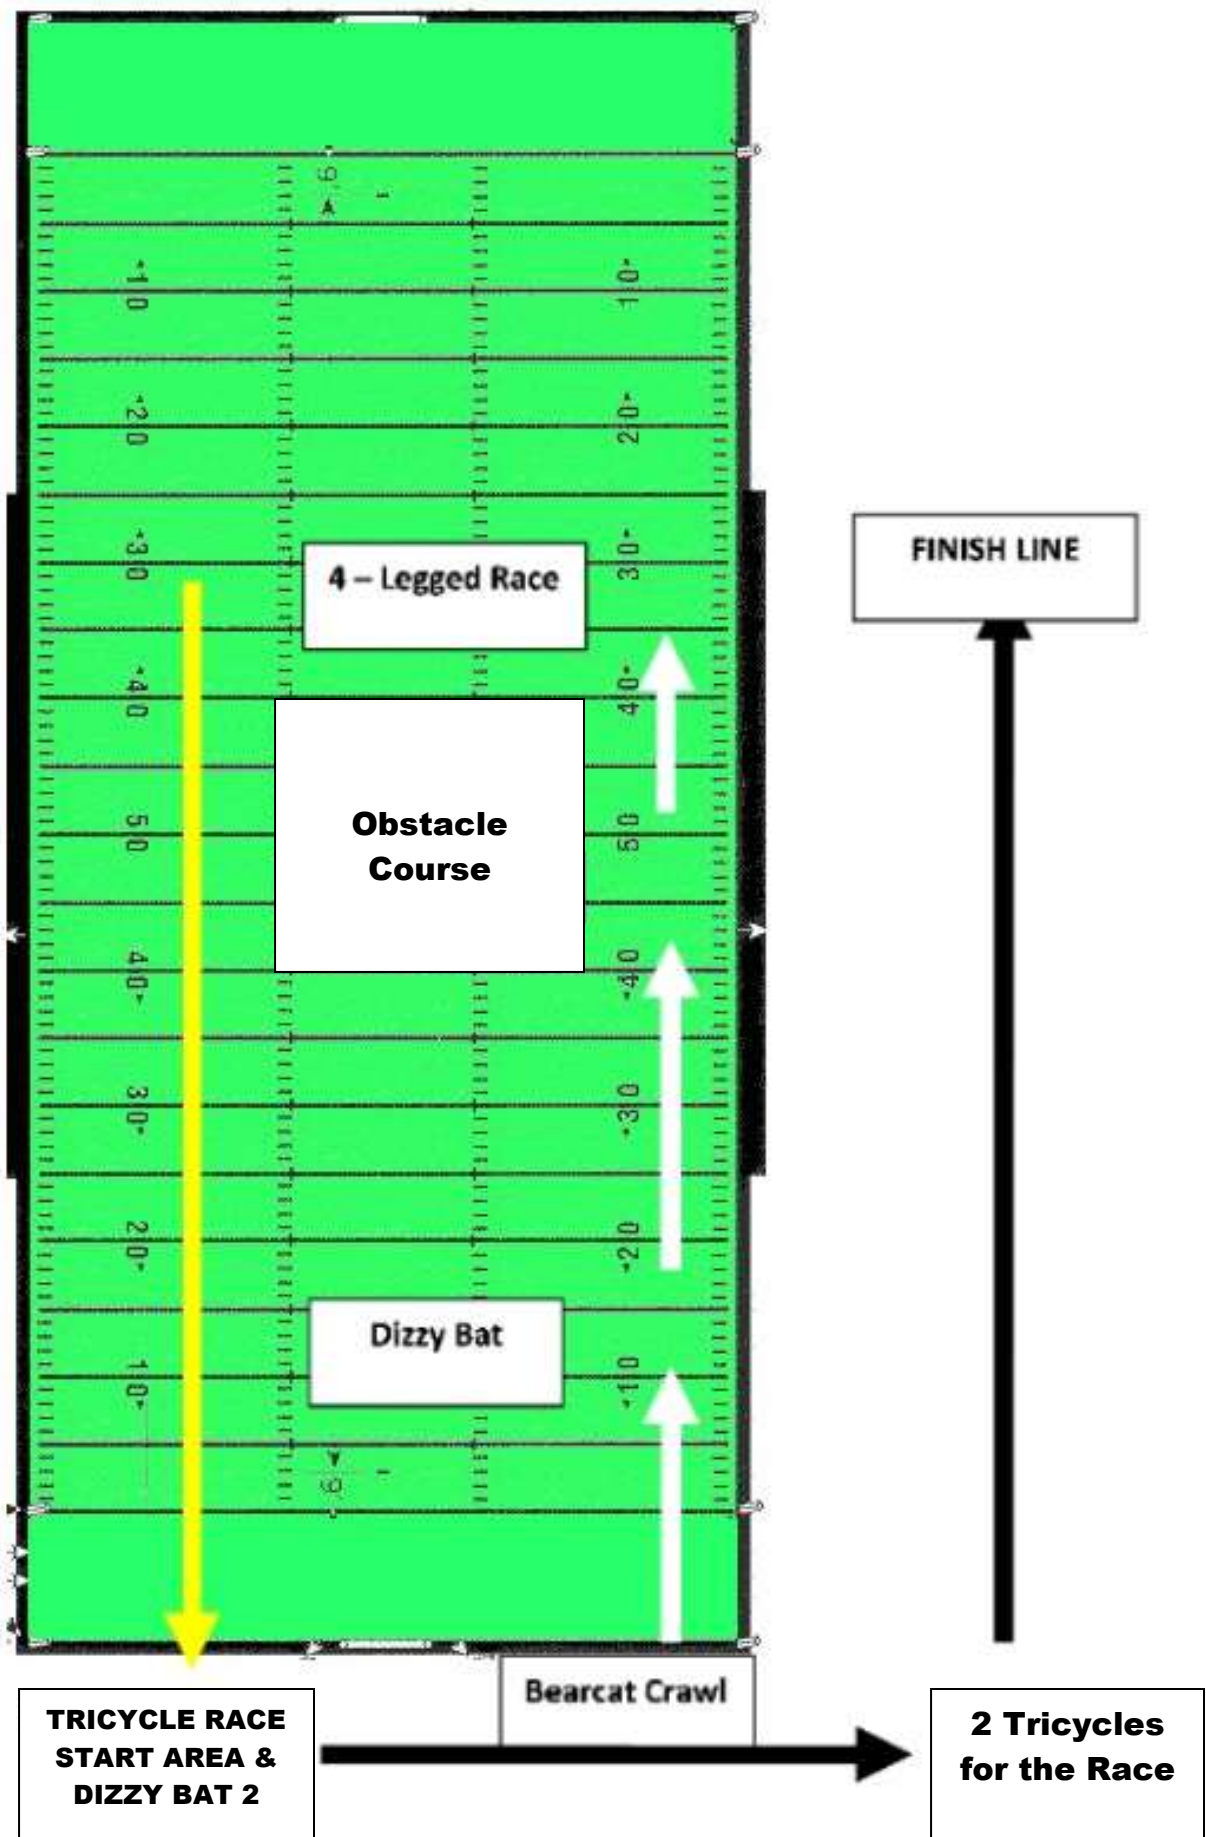 9'
10 10
20 20
30 30
FINISH LINE
4 – Legged Race
40 40
Obstacle
Course
50 50
40 40
30 30
20 20
Dizzy Bat
10 10
9'
Bearcat Crawl
TRICYCLE RACE
START AREA &
DIZZY BAT 2
2 Tricycles
for the Race